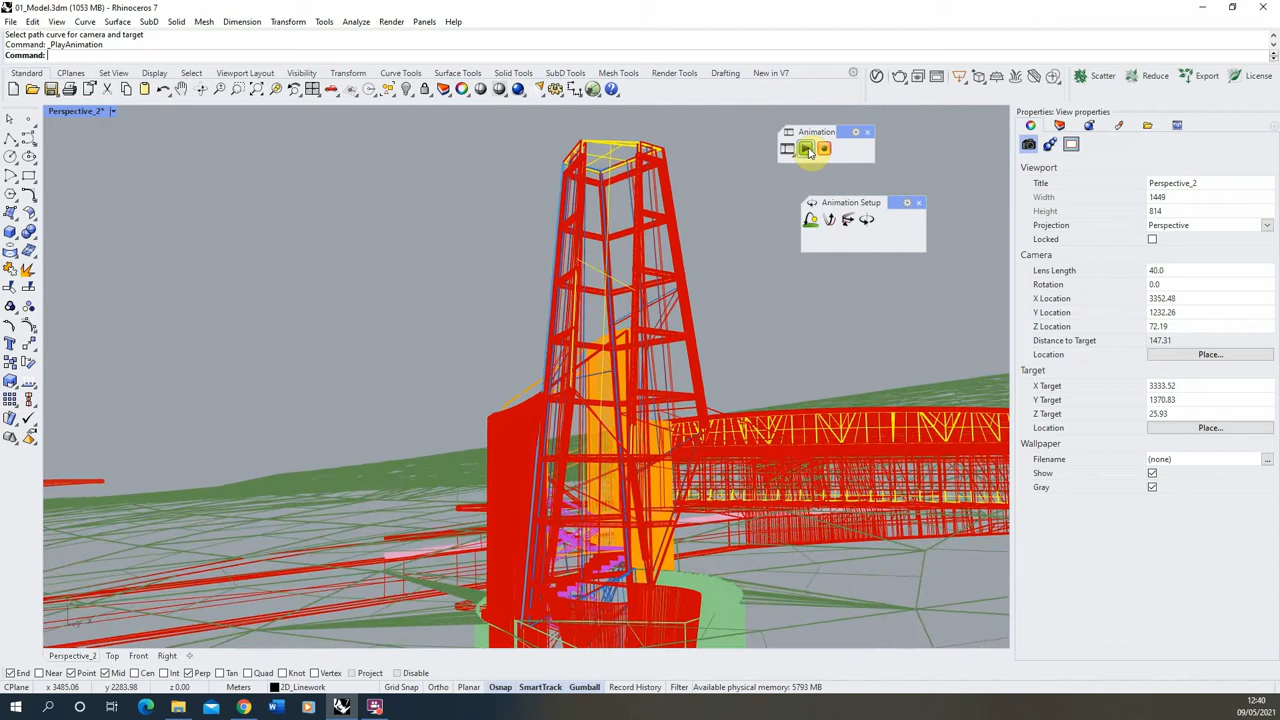 01_Model.3dm (1053 MB) - Rhinoceros 7
File Edit View Curve Surface SubD Solid Mesh Dimension Transform Tools Analyze Render Panels Help
Select path curve for camera and target
Command: _PlayAnimation
Command:
Standard CPlanes Set View Display Select Viewport Layout Visibility Transform Curve Tools Surface Tools Solid Tools SubD Tools Mesh Tools Render Tools Drafting New in V7
Scatter Reduce Export License
Perspective_2*
Animation
Animation Setup
Properties: View properties
Viewport
Title Perspective_2
Width 1449
Height 814
Projection Perspective
Locked
Camera
Lens Length 40.0
Rotation 0.0
X Location 3352.48
Y Location 1232.26
Z Location 72.19
Distance to Target 147.31
Location Place...
Target
X Target 3333.52
Y Target 1370.83
Z Target 25.93
Location Place...
Wallpaper
Filename (none) ...
Show
Gray
Perspective_2 Top Front Right
End Near Point Mid Cen Int Perp Tan Quad Knot Vertex Project Disable
CPlane x 3485.06 y 2283.98 z 0.00 Meters 2D_Linework Grid Snap Ortho Planar Osnap SmartTrack Gumball Record History Filter Available physical memory: 5793 MB
12:40
09/05/2021